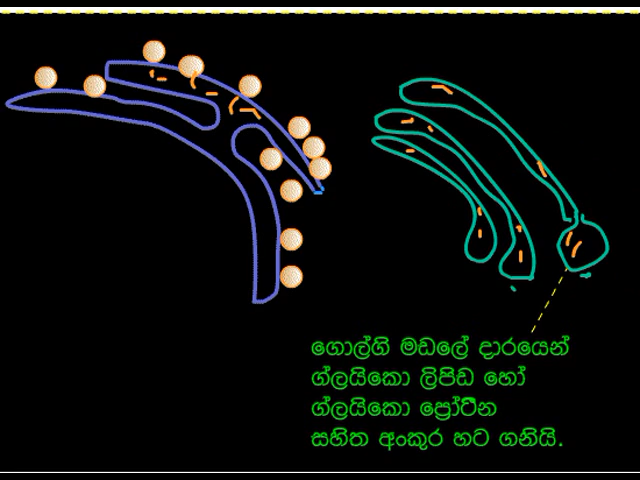 ගොල්ගි මඩලේ දාරයෙන්
ග්ලයිකො ලිපිඩ හෝ
ග්ලයිකො ප්‍රෝටීන
සහිත අංකුර හට ගනියි.